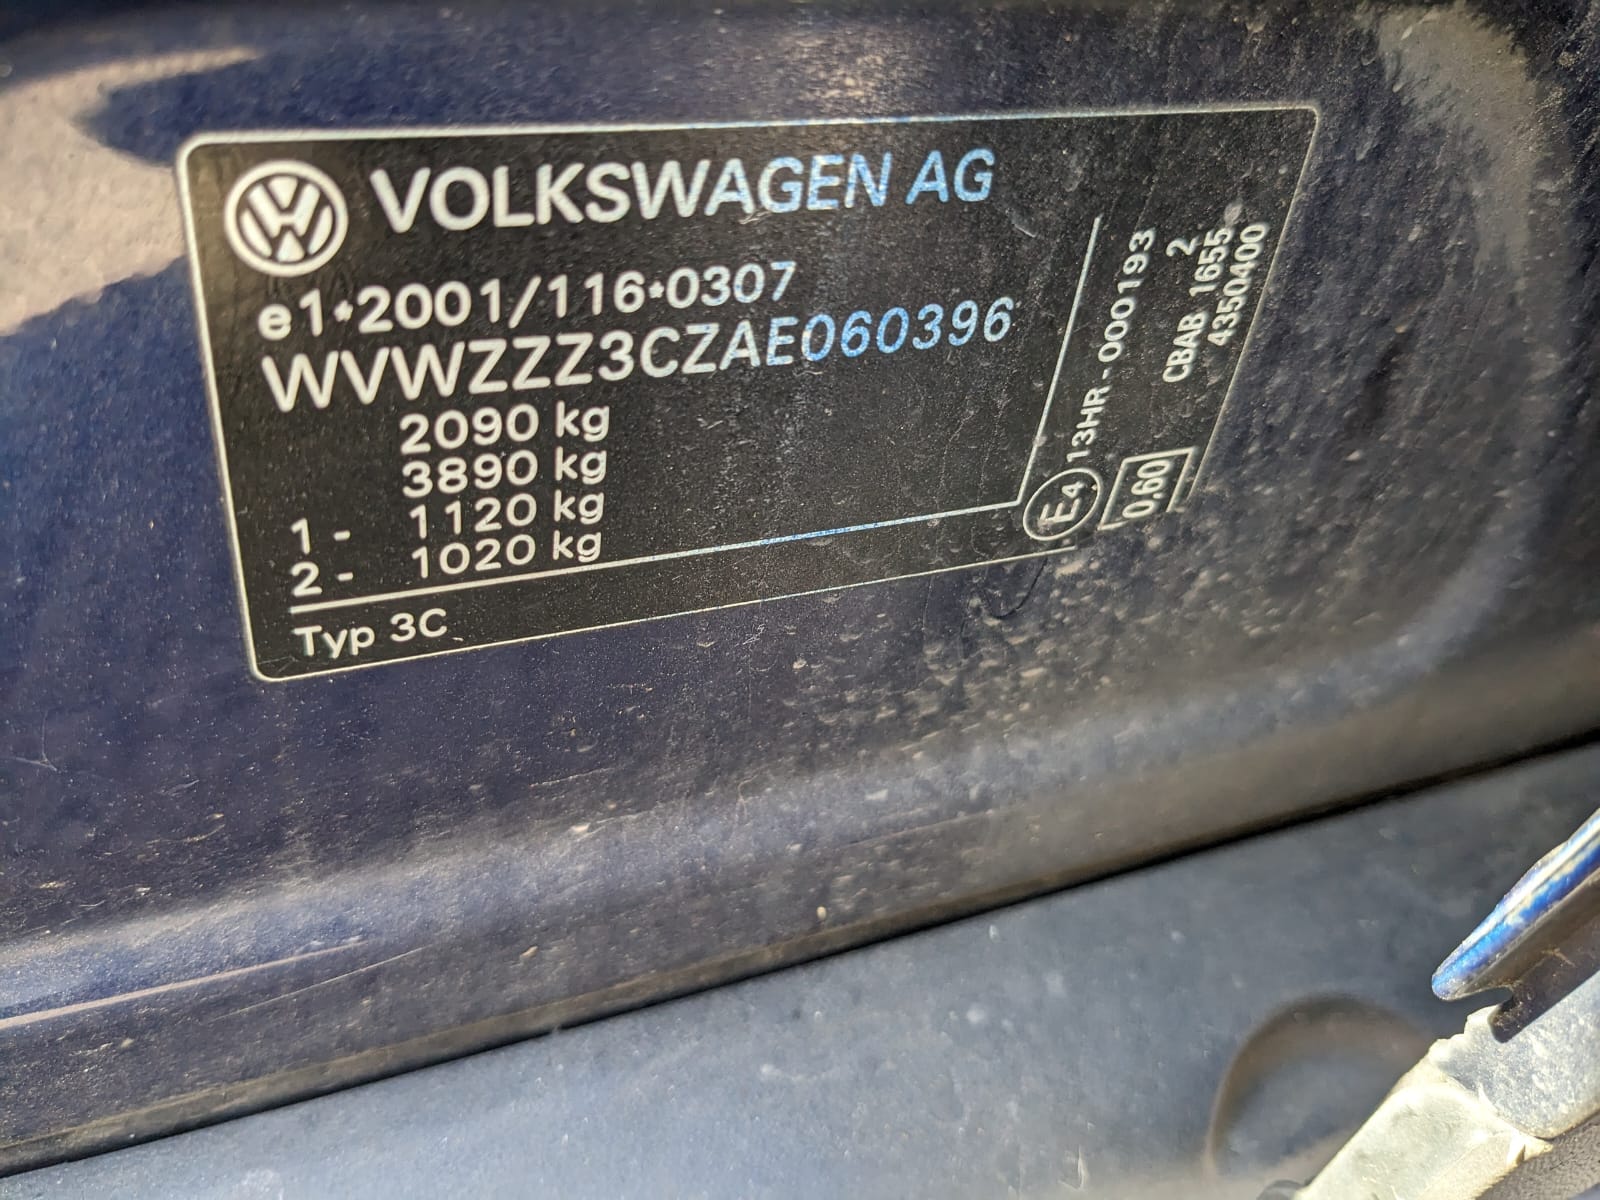 VOLKSWAGEN AG
e1*2001/116*0307
WVWZZZ3CZAE060396
2090 kg
3890 kg
1 - 1120 kg
2 - 1020 kg
Typ 3C
E4 13HR - 000193
0.60 CBAB 1655 2
4350400